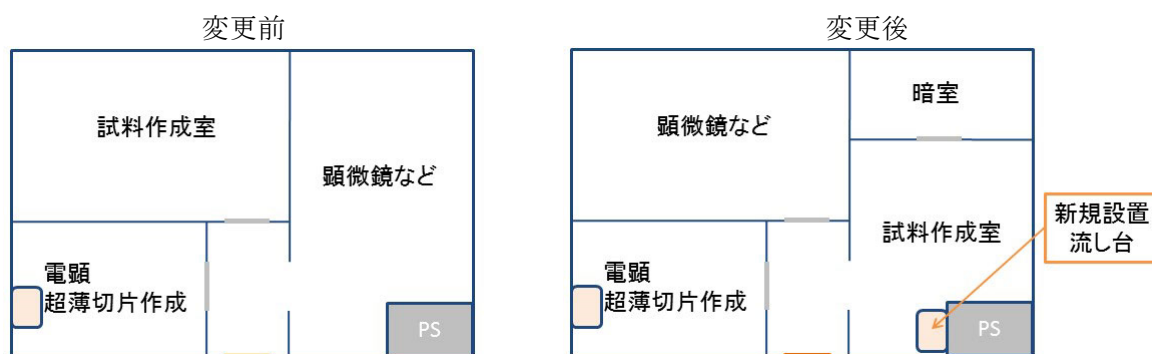 変更前
試料作成室
顕微鏡など
電顕
超薄切片作成
PS
変更後
顕微鏡など
暗室
試料作成室
新規設置
流し台
電顕
超薄切片作成
PS